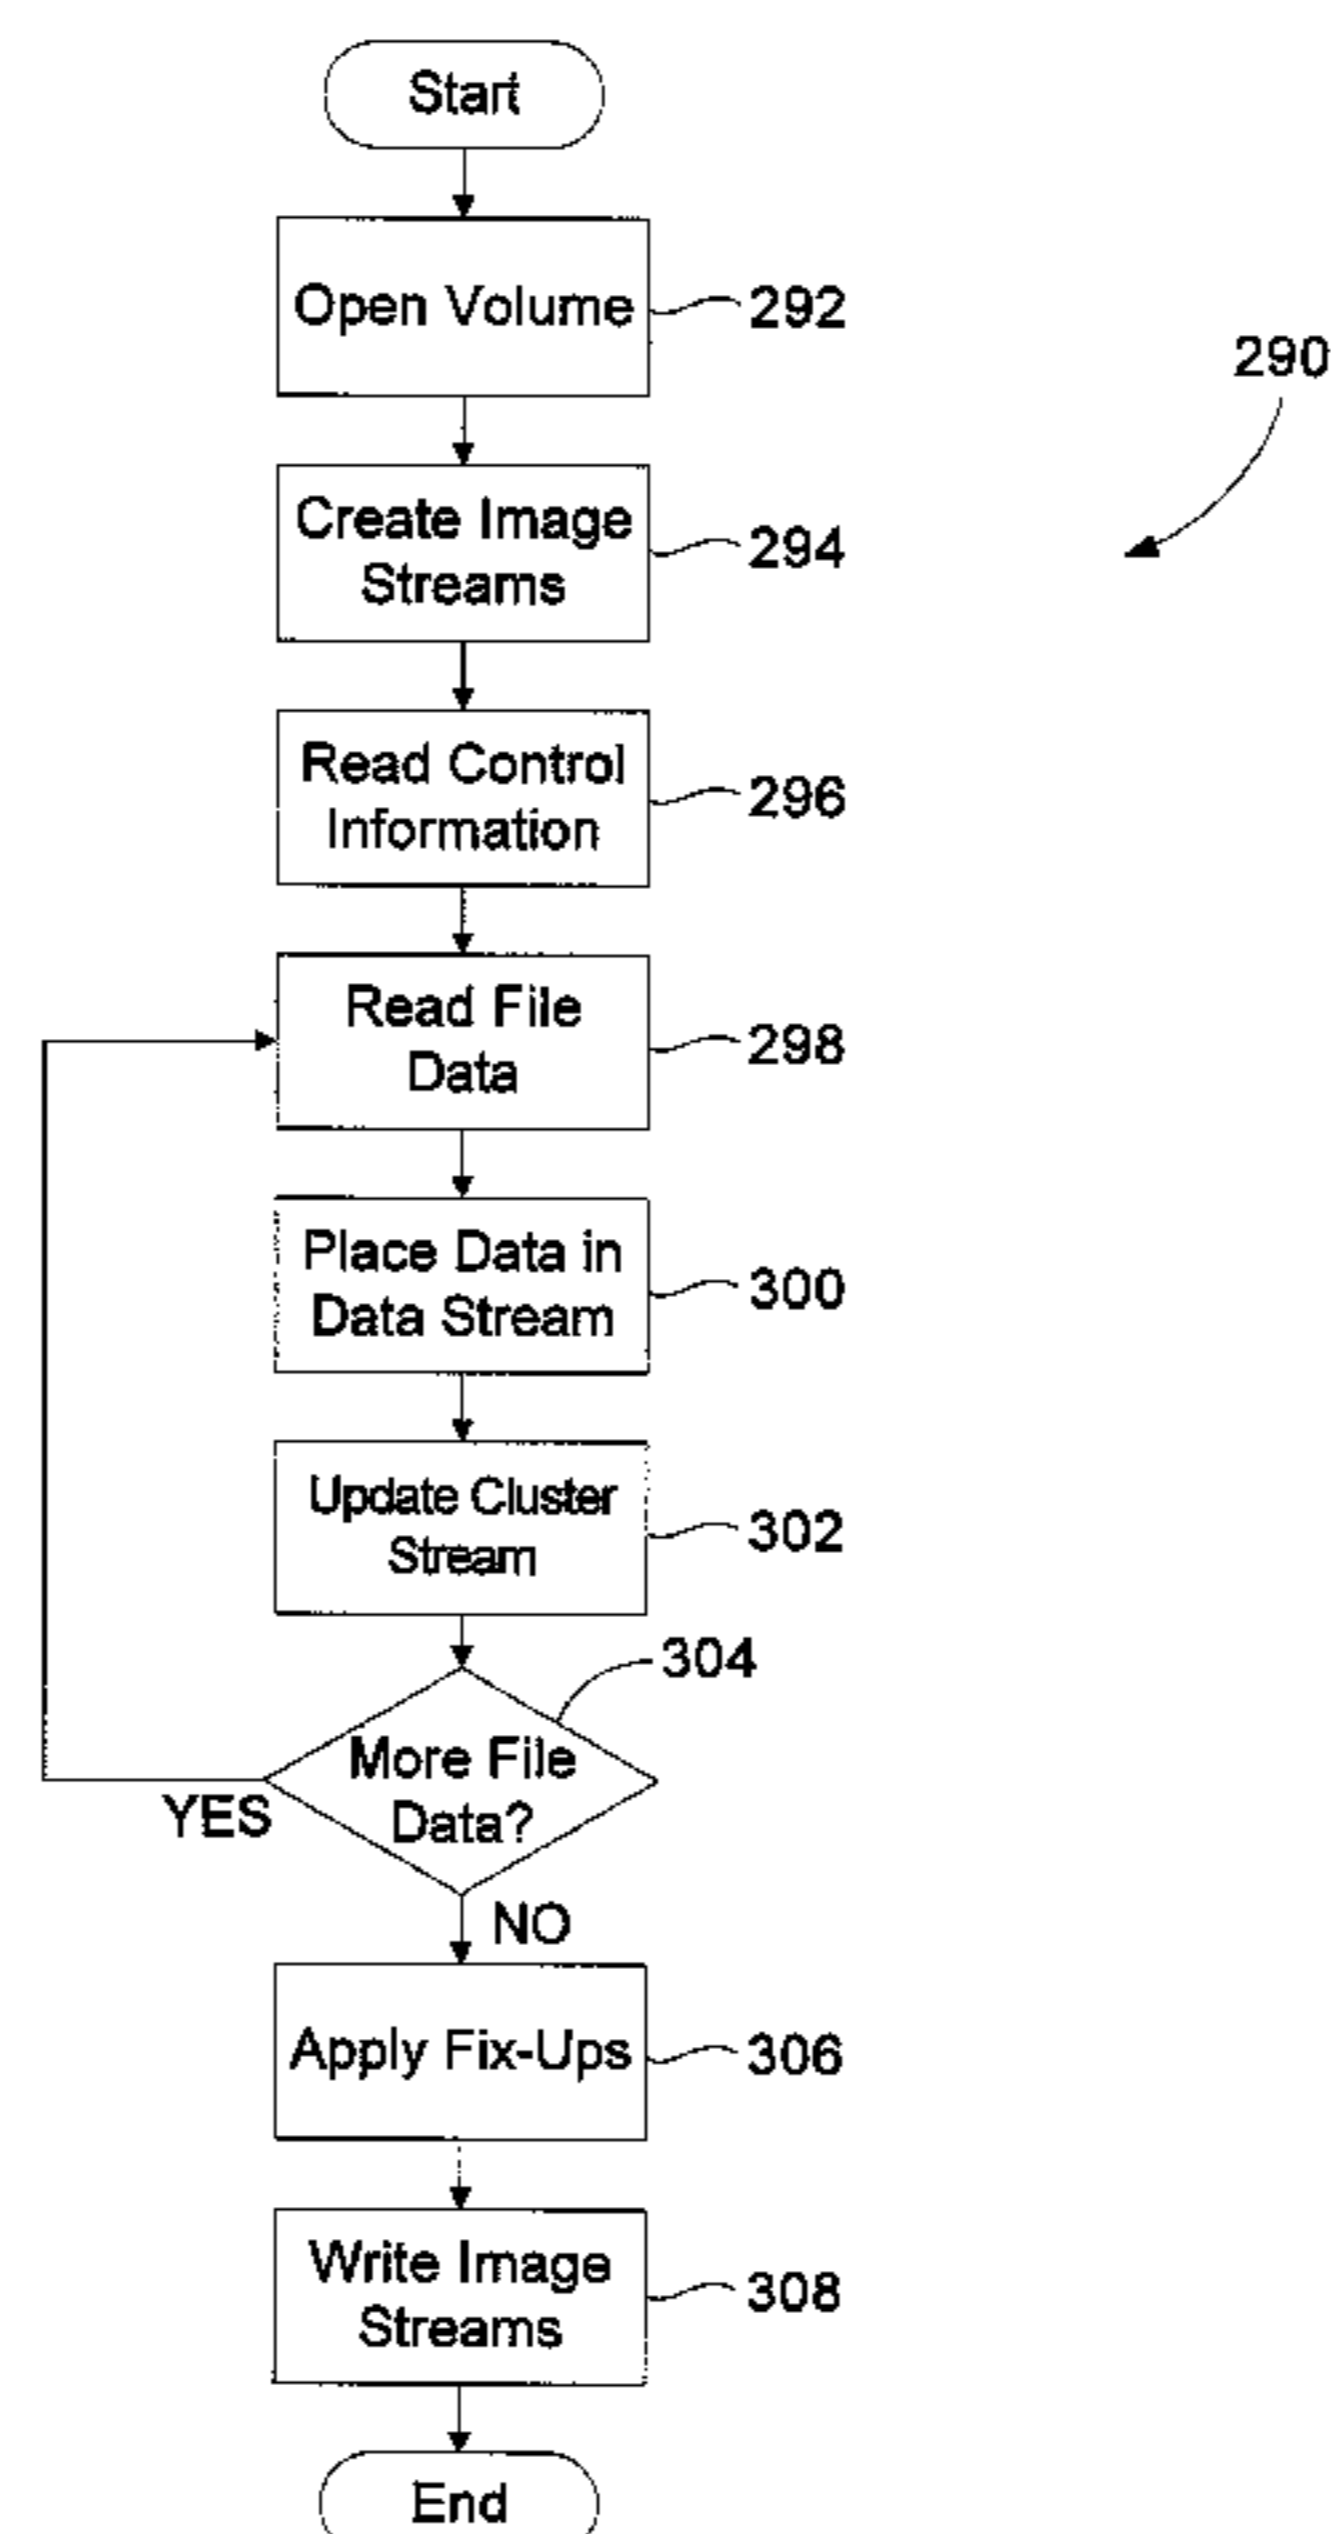 Start
Open Volume
292
290
Create Image
Streams
294
Read Control
Information
296
Read File
Data
298
Place Data in
Data Stream
300
Update Cluster
Stream
302
304
More File
Data?
YES
NO
Apply Fix-Ups
306
Write Image
Streams
308
End